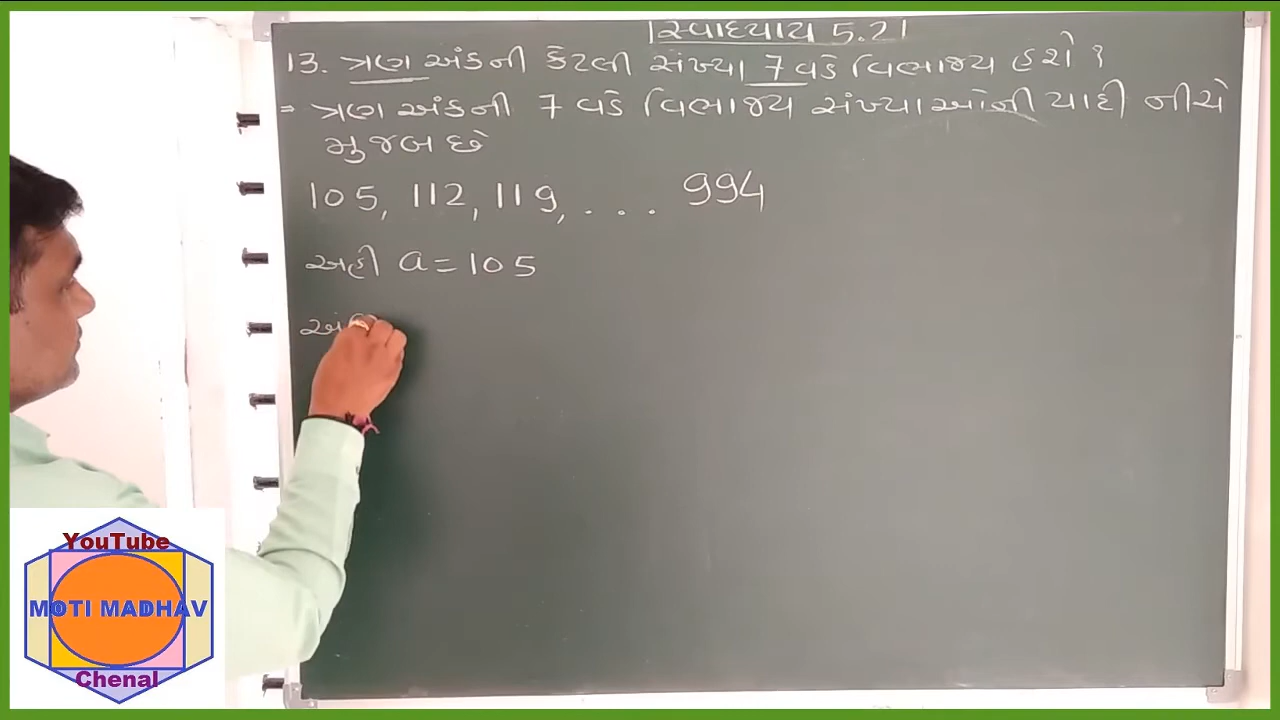 સ્વાધ્યાય 5.2
13. ત્રણ અંકની કેટલી સંખ્યા 7 વડે વિભાજ્ય હશે ?
= ત્રણ અંકની 7 વડે વિભાજ્ય સંખ્યાઓની યાદી નીચે
મુજબ છે
105, 112, 119, . . . 994
અહી a = 105
YouTube
MOTI MADHAV
Chenal